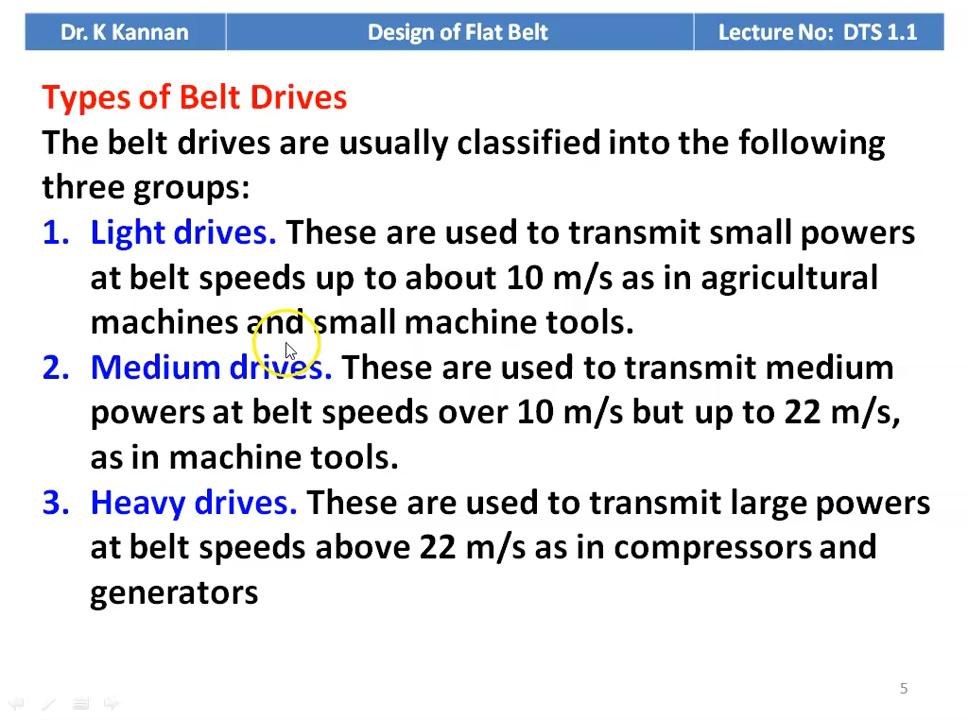 Dr. K Kannan Design of Flat Belt Lecture No: DTS 1.1
Types of Belt Drives
The belt drives are usually classified into the following
three groups:
1. Light drives. These are used to transmit small powers
at belt speeds up to about 10 m/s as in agricultural
machines and small machine tools.
2. Medium drives. These are used to transmit medium
powers at belt speeds over 10 m/s but up to 22 m/s,
as in machine tools.
3. Heavy drives. These are used to transmit large powers
at belt speeds above 22 m/s as in compressors and
generators
5